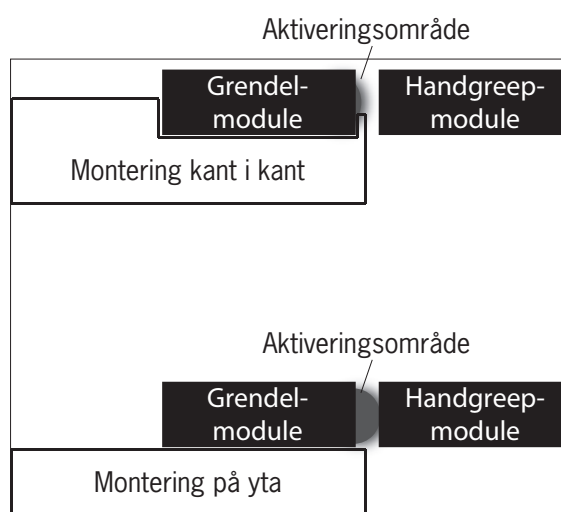 Aktiveringsområde
Grendel-
module
Handgreep-
module
Montering kant i kant
Aktiveringsområde
Grendel-
module
Handgreep-
module
Montering på yta